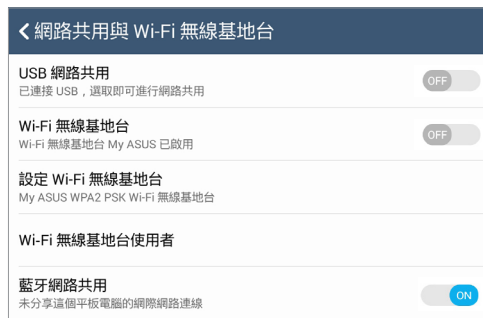 網路共用與 Wi-Fi 無線基地台
USB 網路共用
已連接 USB，選取即可進行網路共用
OFF
Wi-Fi 無線基地台
Wi-Fi 無線基地台 My ASUS 已啟用
OFF
設定 Wi-Fi 無線基地台
My ASUS WPA2 PSK Wi-Fi 無線基地台
Wi-Fi 無線基地台使用者
藍牙網路共用
未分享這個平板電腦的網際網路連線
ON